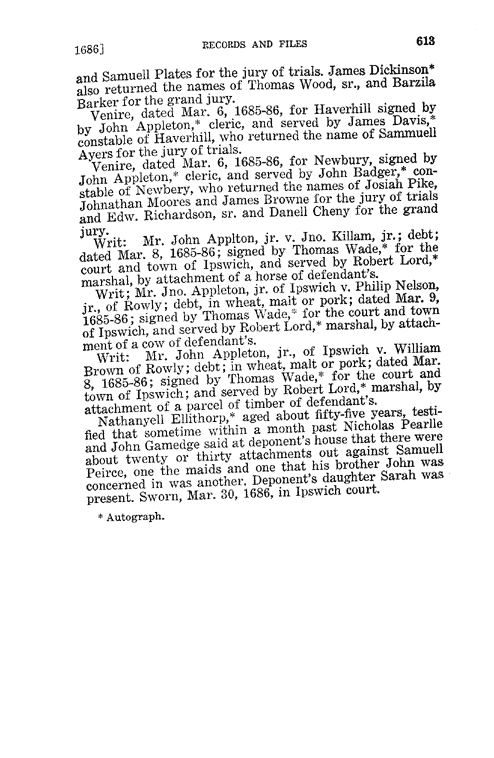 1686] RECORDS AND FILES 613
and Samuell Plates for the jury of trials. James Dickinson*
also returned the names of Thomas Wood, sr., and Barzila
Barker for the grand jury.
Venire, dated Mar. 6, 1685-86, for Haverhill signed by
by John Appleton,* cleric, and served by James Davis,*
constable of Haverhill, who returned the name of Sammuell
Ayers for the jury of trials.
Venire, dated Mar. 6, 1685-86, for Newbury, signed by
John Appleton,* cleric, and served by John Badger,* con-
stable of Newbery, who returned the names of Josiah Pike,
Johnathan Moores and James Browne for the jury of trials
and Edw. Richardson, sr. and Danell Cheny for the grand
jury.
Writ: Mr. John Applton, jr. v. Jno. Killam, jr.; debt;
dated Mar. 8, 1685-86; signed by Thomas Wade,* for the
court and town of Ipswich, and served by Robert Lord,*
marshal, by attachment of a horse of defendant's.
Writ; Mr. Jno. Appleton, jr. of Ipswich v. Philip Nelson,
jr., of Rowly; debt, in wheat, malt or pork; dated Mar. 9,
1685-86; signed by Thomas Wade,* for the court and town
of Ipswich, and served by Robert Lord,* marshal, by attach-
ment of a cow of defendant's.
Writ: Mr. John Appleton, jr., of Ipswich v. William
Brown of Rowly; debt; in wheat, malt or pork; dated Mar.
8, 1685-86; signed by Thomas Wade,* for the court and
town of Ipswich; and served by Robert Lord,* marshal, by
attachment of a parcel of timber of defendant's.
Nathanyell Ellithorp,* aged about fifty-five years, testi-
fied that sometime within a month past Nicholas Pearlle
and John Gamedge said at deponent's house that there were
about twenty or thirty attachments out against Samuell
Peirce, one the maids and one that his brother John was
concerned in was another. Deponent's daughter Sarah was
present. Sworn, Mar. 30, 1686, in Ipswich court.
* Autograph.